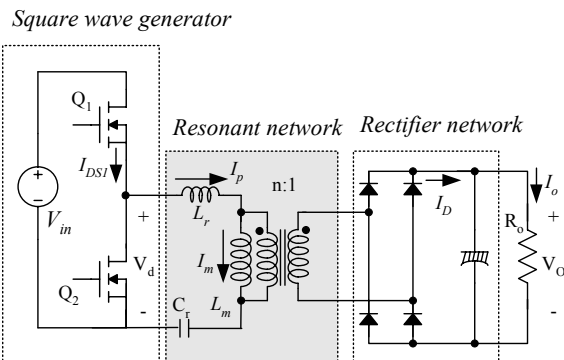 Square wave generator
Resonant network
Rectifier network
Q1
IDS1
Vin
+
Vd
-
Q2
Ip
Lr
n:1
Im
Lm
Cr
ID
Io
+
Ro
VO
-